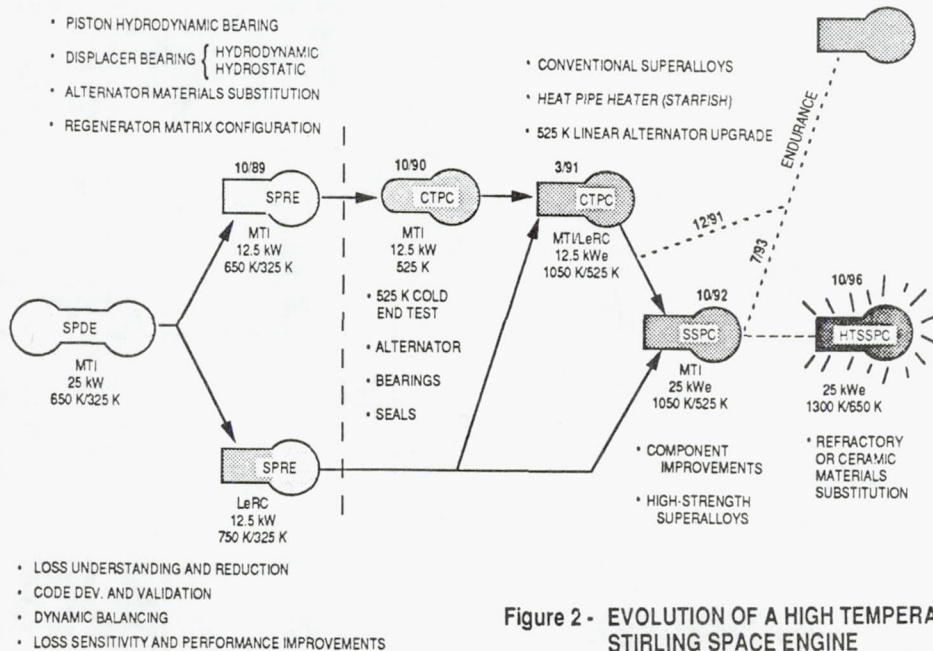 • PISTON HYDRODYNAMIC BEARING
• DISPLACER BEARING { HYDRODYNAMIC
HYDROSTATIC
• ALTERNATOR MATERIALS SUBSTITUTION
• REGENERATOR MATRIX CONFIGURATION
• CONVENTIONAL SUPERALLOYS
• HEAT PIPE HEATER (STARFISH)
• 525 K LINEAR ALTERNATOR UPGRADE
ENDURANCE
12/91
7/93
10/89
SPRE
MTI
12.5 kW
650 K/325 K
10/90
CTPC
MTI
12.5 kW
525 K
• 525 K COLD
END TEST
• ALTERNATOR
• BEARINGS
• SEALS
3/91
CTPC
MTI/LeRC
12.5 kWe
1050 K/525 K
SPDE
MTI
25 kW
650 K/325 K
10/92
SSPC
MTI
25 kWe
1050 K/525 K
• COMPONENT
IMPROVEMENTS
• HIGH-STRENGTH
SUPERALLOYS
10/96
HTSSPC
25 kWe
1300 K/650 K
• REFRACTORY
OR CERAMIC
MATERIALS
SUBSTITUTION
SPRE
LeRC
12.5 kW
750 K/325 K
• LOSS UNDERSTANDING AND REDUCTION
• CODE DEV. AND VALIDATION
• DYNAMIC BALANCING
• LOSS SENSITIVITY AND PERFORMANCE IMPROVEMENTS
Figure 2 - EVOLUTION OF A HIGH TEMPERA
STIRLING SPACE ENGINE